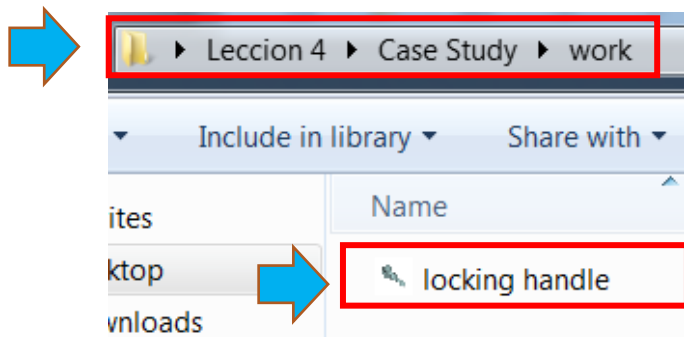 Leccion 4 Case Study work
Include in library Share with
ites Name
ktop locking handle
wnloads